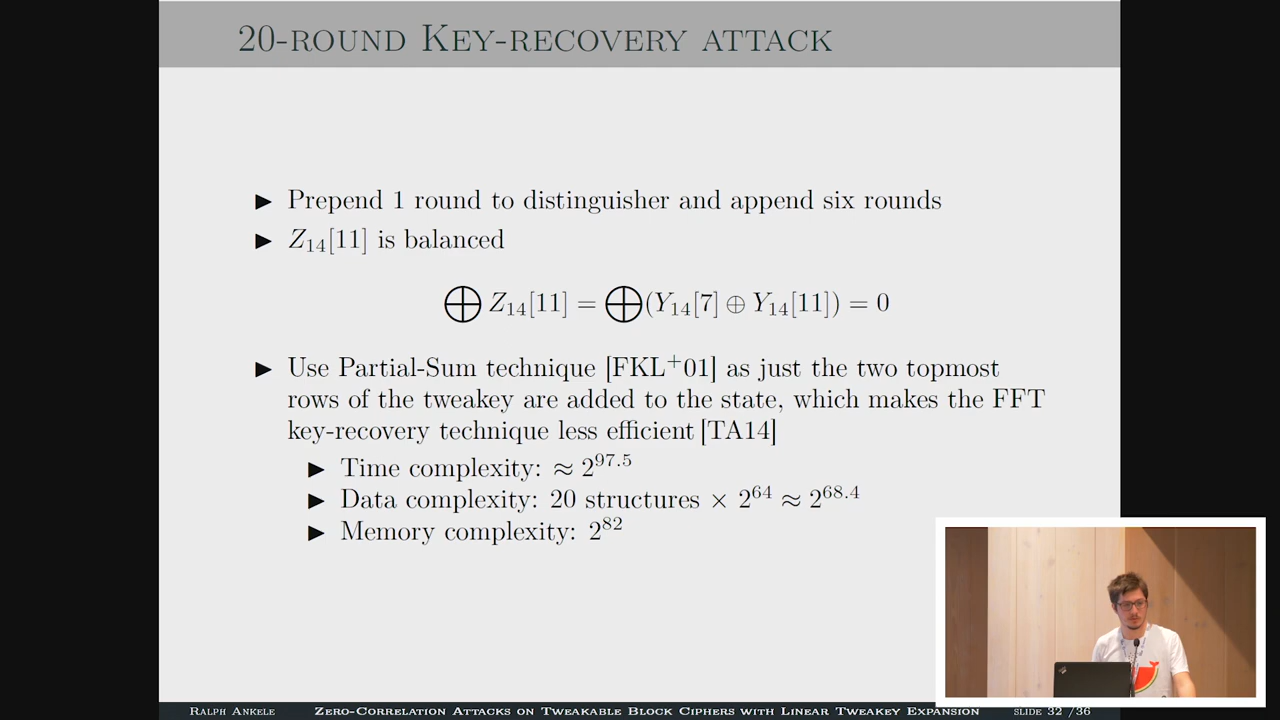 20-ROUND KEY-RECOVERY ATTACK
▶ Prepend 1 round to distinguisher and append six rounds
▶ Z₁₄[11] is balanced
⨁ Z₁₄[11] = ⨁(Y₁₄[7] ⊕ Y₁₄[11]) = 0
▶ Use Partial-Sum technique [FKL⁺01] as just the two topmost
rows of the tweakey are added to the state, which makes the FFT
key-recovery technique less efficient [TA14]
▶ Time complexity: ≈ 2^97.5
▶ Data complexity: 20 structures × 2^64 ≈ 2^68.4
▶ Memory complexity: 2^82
RALPH ANKELE ZERO-CORRELATION ATTACKS ON TWEAKABLE BLOCK CIPHERS WITH LINEAR TWEAKEY EXPANSION SLIDE 32 /36